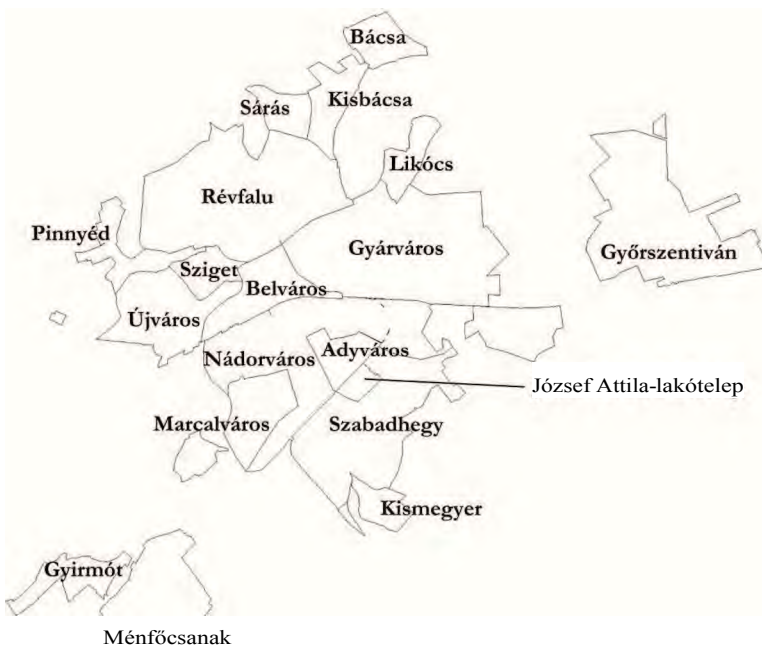 Bácsa
Kisbácsa
Sárás
Likócs
Révfalu
Pinnyéd
Gyárváros
Győrszentiván
Sziget
Belváros
Újváros
Adyváros
Nádorváros
József Attila-lakótelep
Marcalváros
Szabadhegy
Kismegyer
Gyirmót
Ménfőcsanak